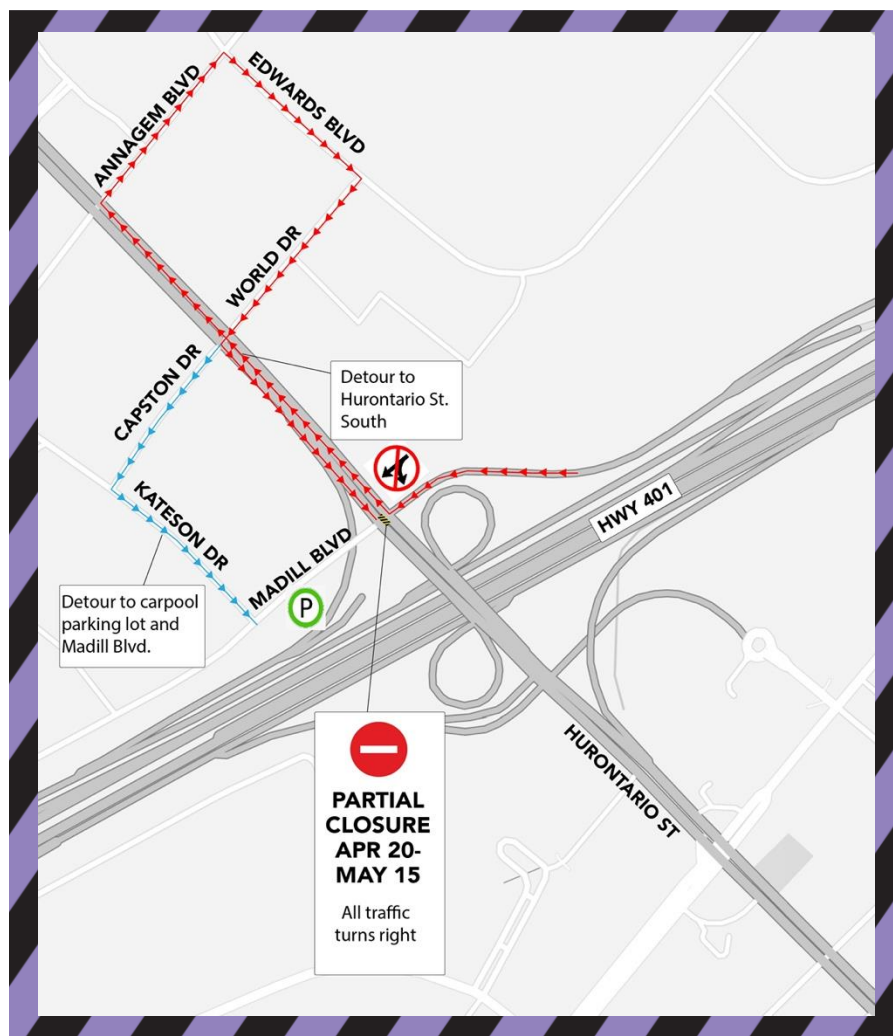 ANNAGEM BLVD
EDWARDS BLVD
WORLD DR
CAPSTON DR
Detour to
Hurontario St.
South
KATESON DR
HWY 401
MADILL BLVD
Detour to carpool
parking lot and
Madill Blvd.
P
HURONTARIO ST
PARTIAL
CLOSURE
APR 20-
MAY 15
All traffic
turns right